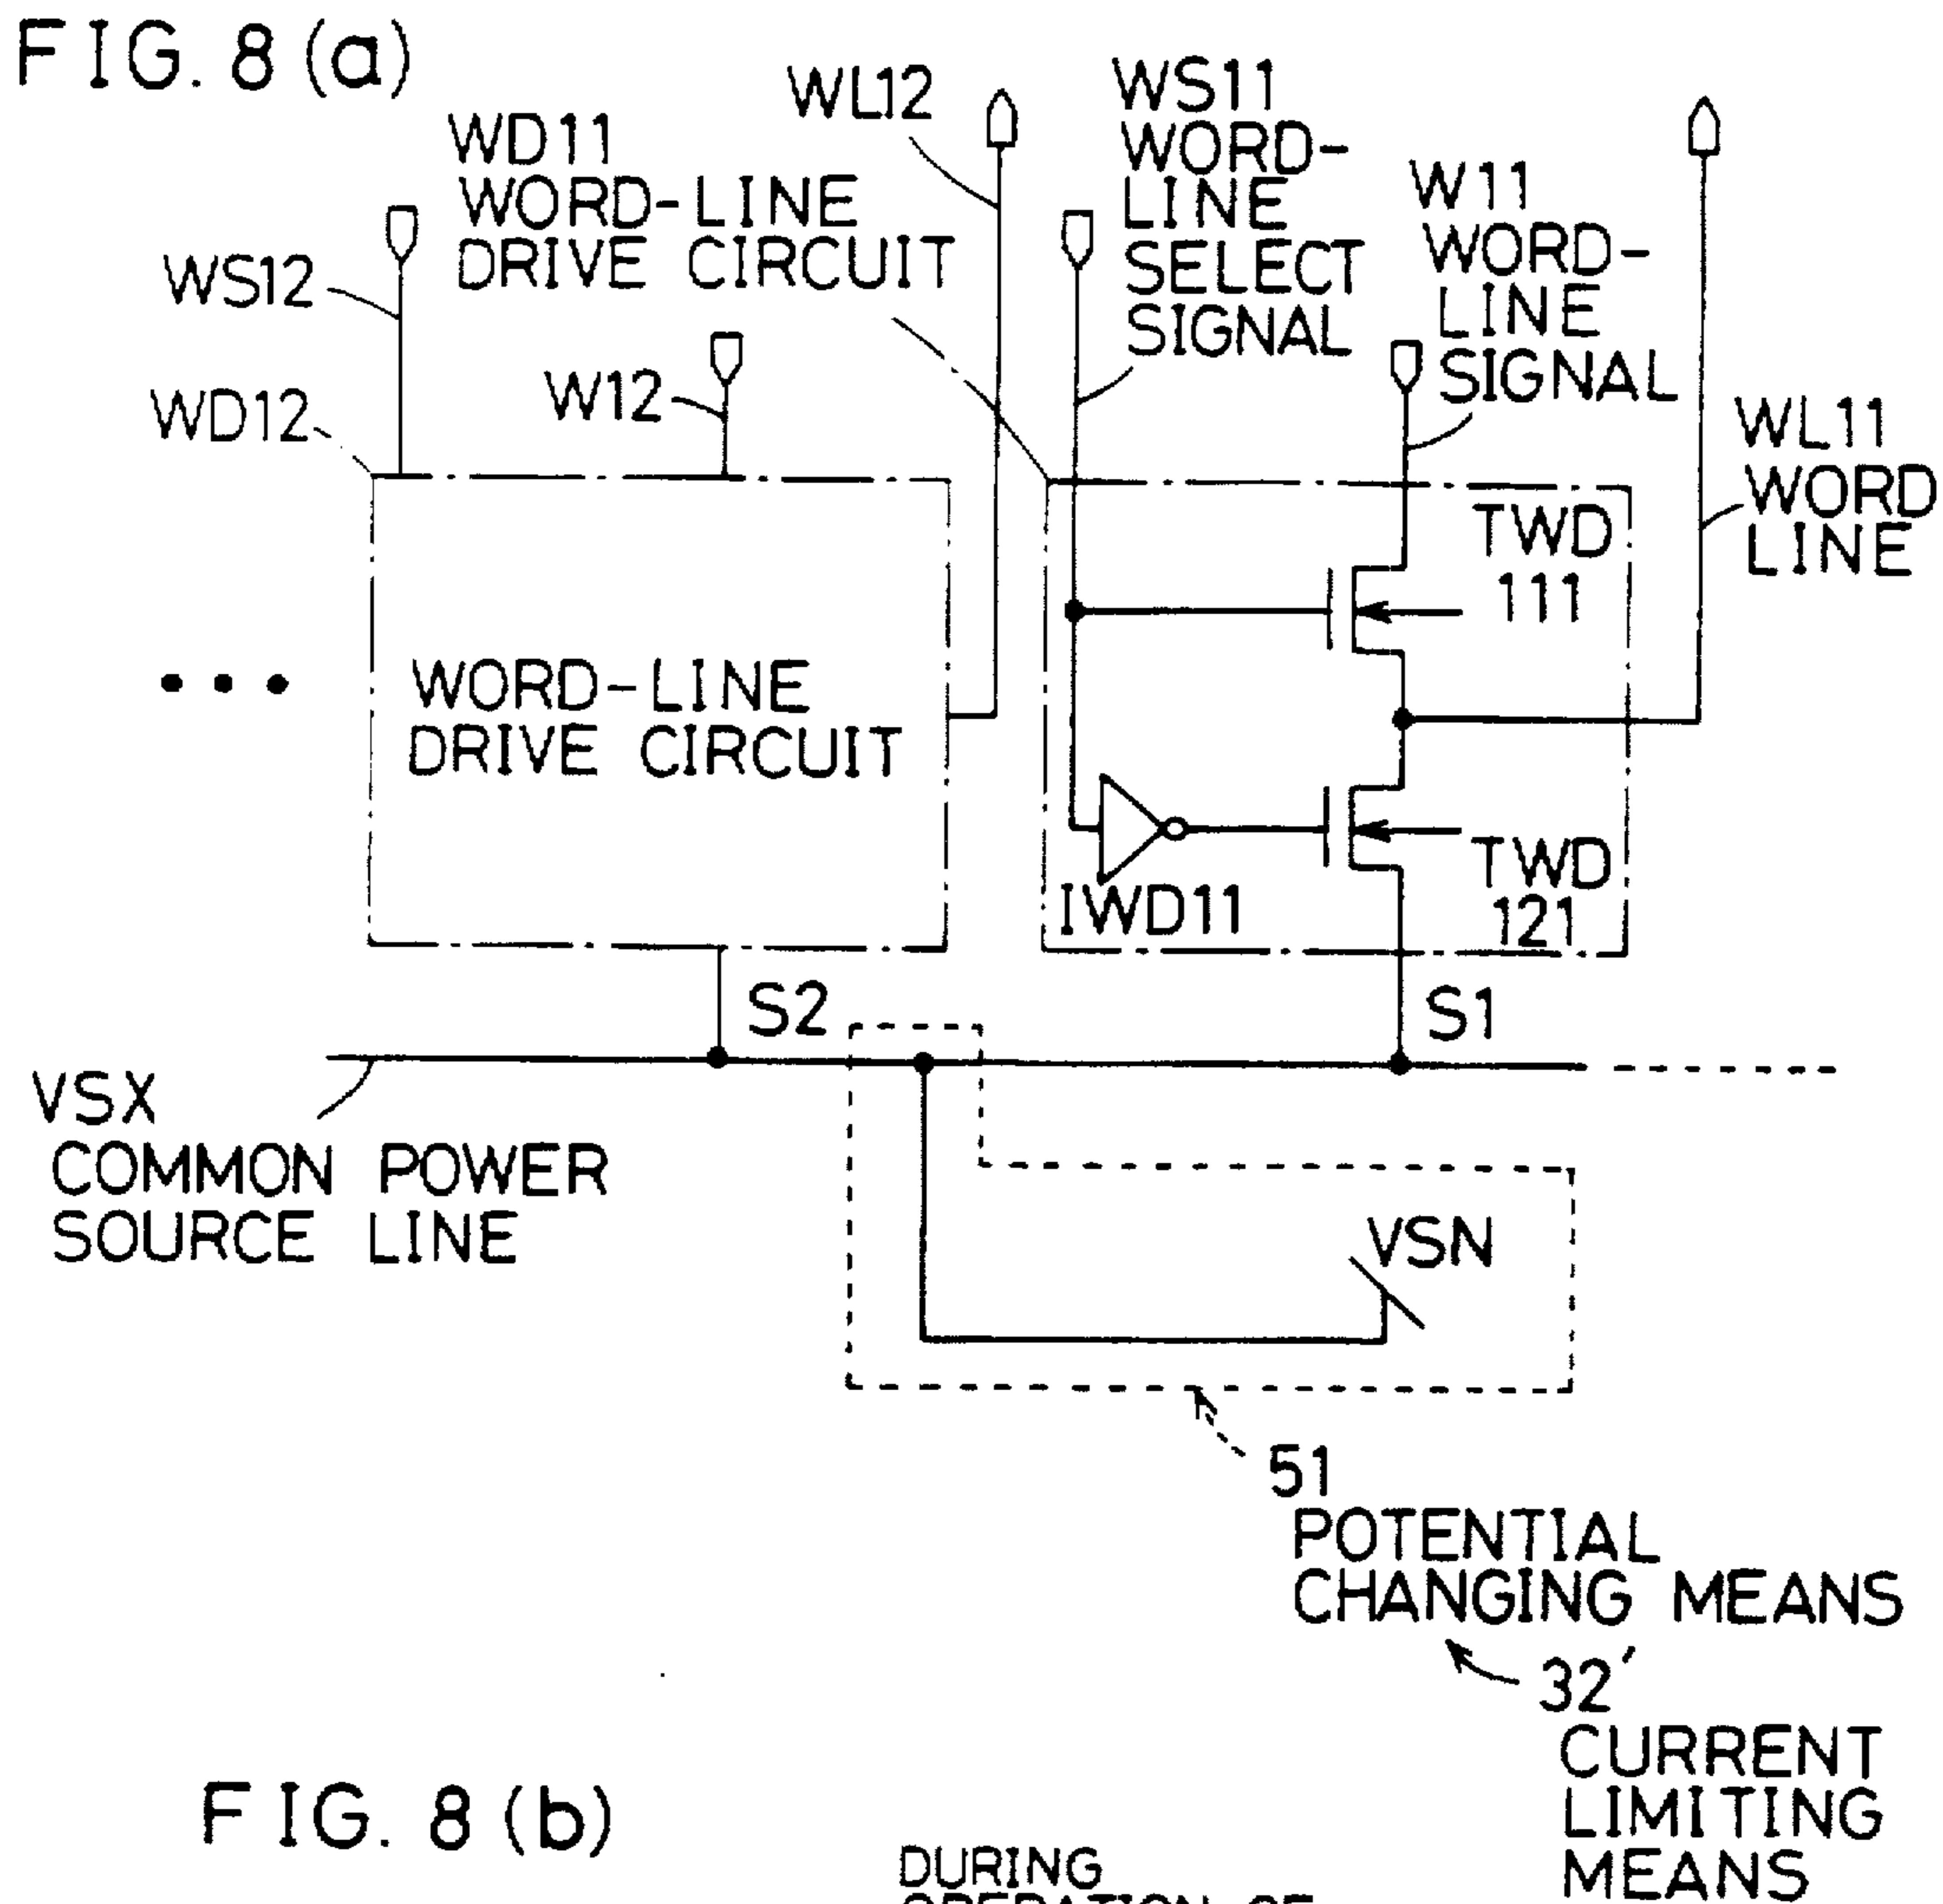 FIG. 8 (a)
WL12
WS11
WORD-
LINE
SELECT
SIGNAL
WD11
WORD-LINE
DRIVE CIRCUIT
W11
WORD-
LINE
SIGNAL
WS12
W12
WD12
WL11
WORD
LINE
TWD
111
• • •
WORD-LINE
DRIVE CIRCUIT
IWD11
TWD
121
S2
S1
VSX
COMMON POWER
SOURCE LINE
VSN
51
POTENTIAL
CHANGING MEANS
32'
CURRENT
LIMITING
MEANS
FIG. 8 (b)
DURING